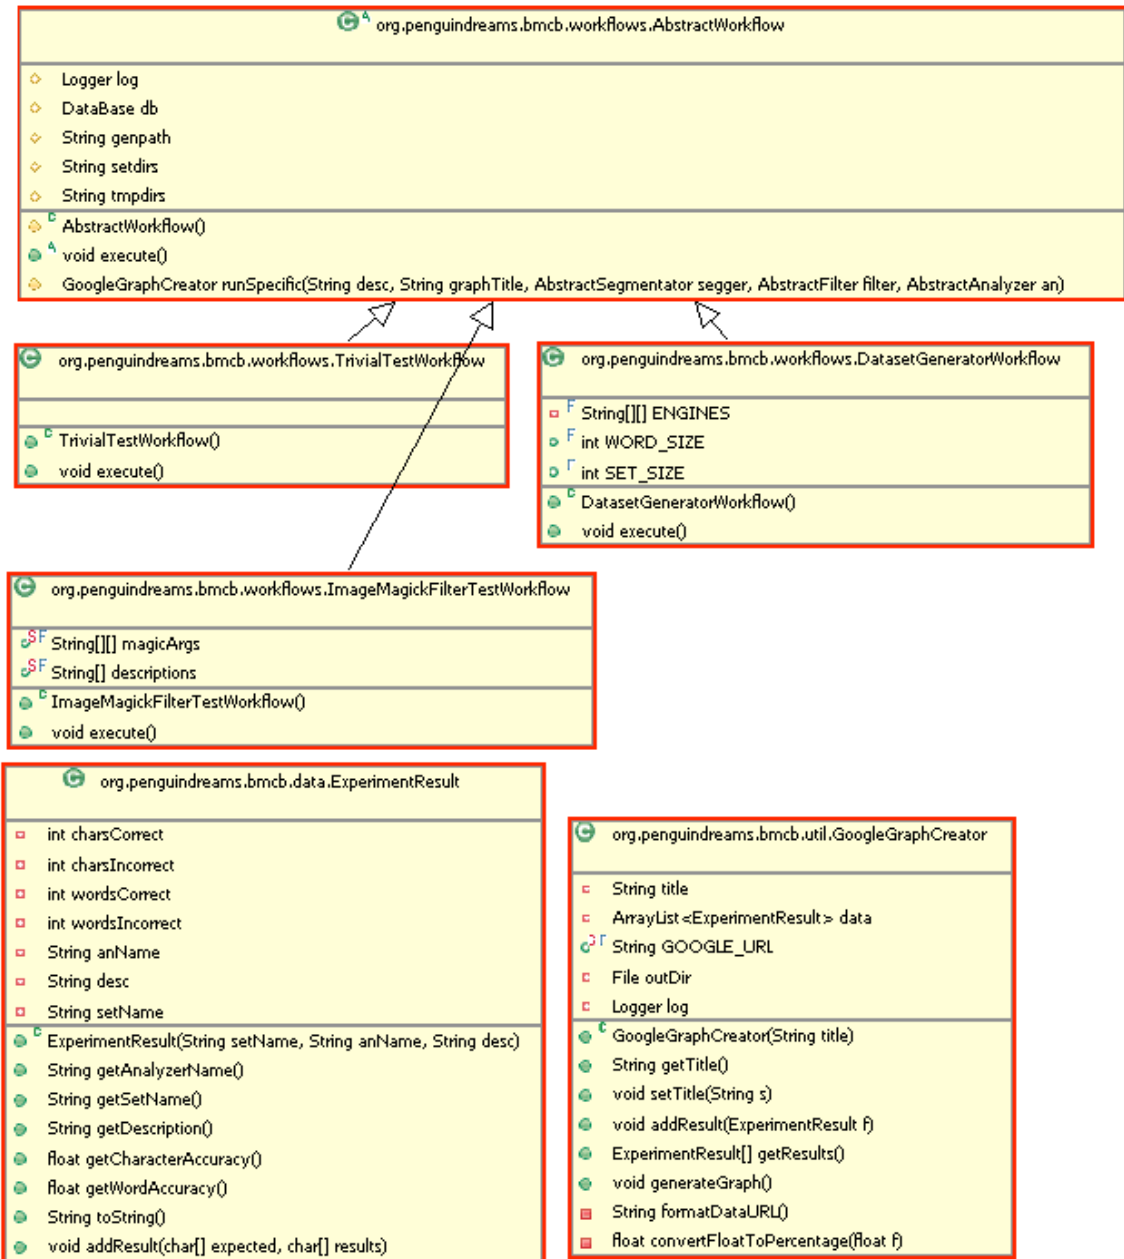 A org.penguindreams.bmcb.workflows.AbstractWorkflow
Logger log
DataBase db
String genpath
String setdirs
String tmpdirs
C AbstractWorkflow()
A void execute()
GoogleGraphCreator runSpecific(String desc, String graphTitle, AbstractSegmentator segger, AbstractFilter filter, AbstractAnalyzer an)
org.penguindreams.bmcb.workflows.TrivialTestWorkflow
C TrivialTestWorkflow()
void execute()
org.penguindreams.bmcb.workflows.DatasetGeneratorWorkflow
F String[][] ENGINES
F int WORD_SIZE
F int SET_SIZE
C DatasetGeneratorWorkflow()
void execute()
org.penguindreams.bmcb.workflows.ImageMagickFilterTestWorkflow
SF String[][] magicArgs
SF String[] descriptions
C ImageMagickFilterTestWorkflow()
void execute()
org.penguindreams.bmcb.data.ExperimentResult
int charsCorrect
int charsIncorrect
int wordsCorrect
int wordsIncorrect
String anName
String desc
String setName
C ExperimentResult(String setName, String anName, String desc)
String getAnalyzerName()
String getSetName()
String getDescription()
float getCharacterAccuracy()
float getWordAccuracy()
String toString()
void addResult(char[] expected, char[] results)
org.penguindreams.bmcb.util.GoogleGraphCreator
String title
ArrayList<ExperimentResult> data
SF String GOOGLE_URL
File outDir
Logger log
C GoogleGraphCreator(String title)
String getTitle()
void setTitle(String s)
void addResult(ExperimentResult f)
ExperimentResult[] getResults()
void generateGraph()
String formatDataURL()
float convertFloatToPercentage(float f)